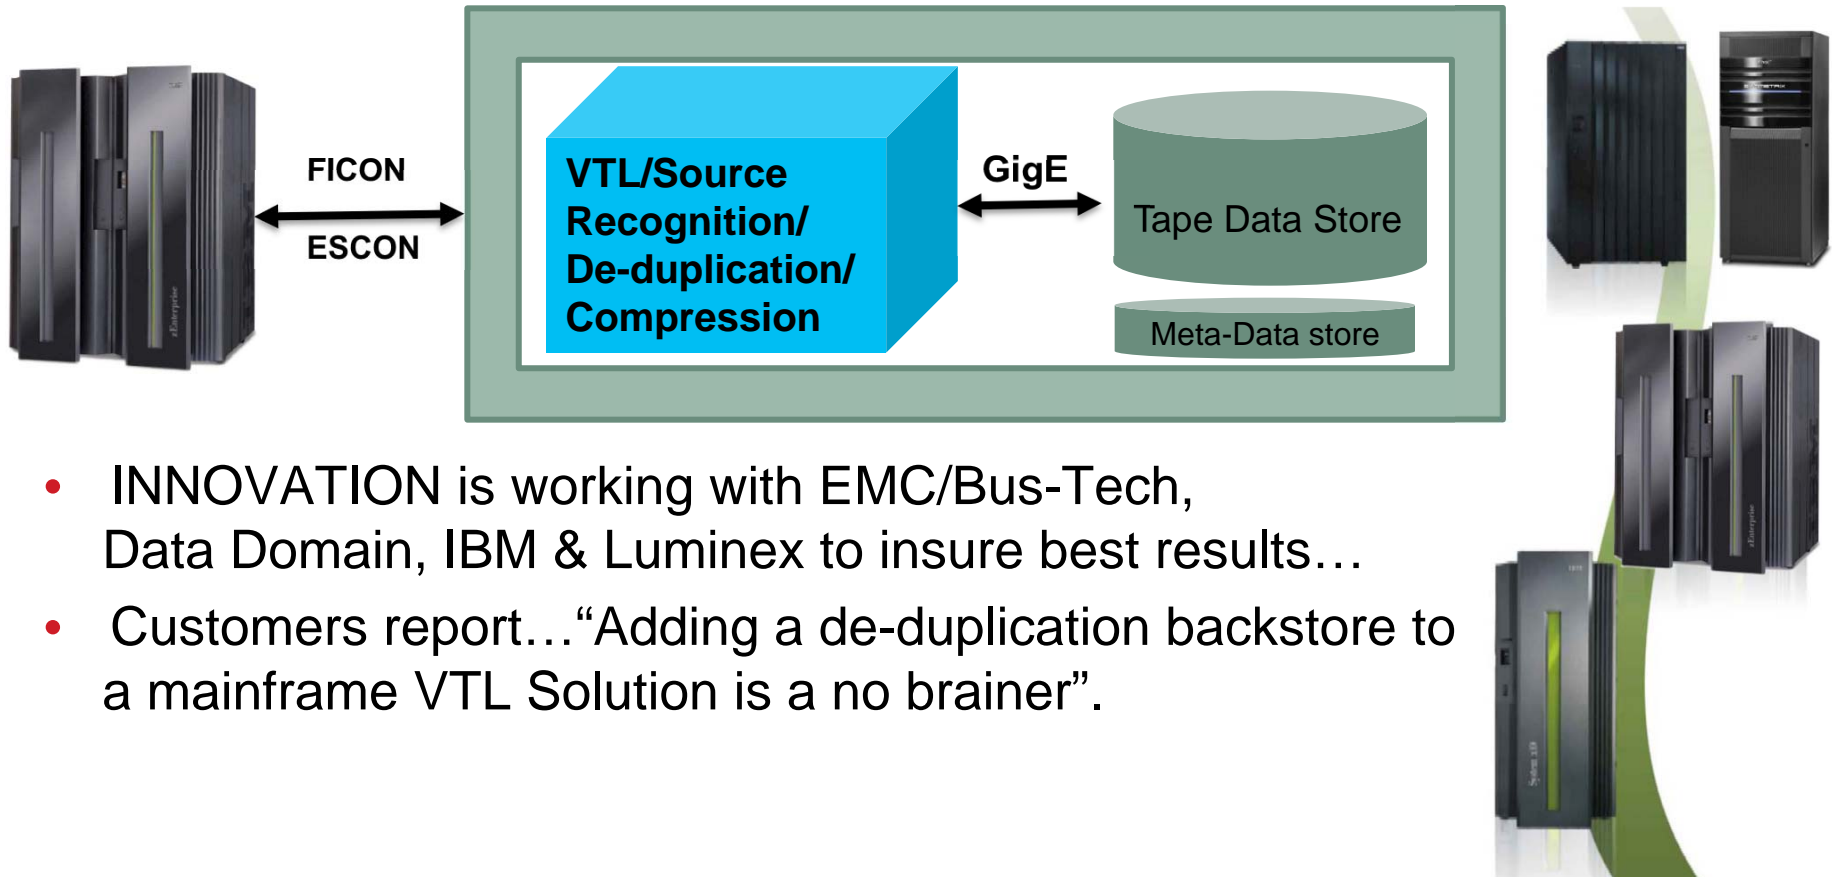 FICON
ESCON
VTL/Source
Recognition/
De-duplication/
Compression
GigE
Tape Data Store
Meta-Data store
zEnterprise
zEnterprise
• INNOVATION is working with EMC/Bus-Tech,
Data Domain, IBM & Luminex to insure best results…
• Customers report…“Adding a de-duplication backstore to
a mainframe VTL Solution is a no brainer”.